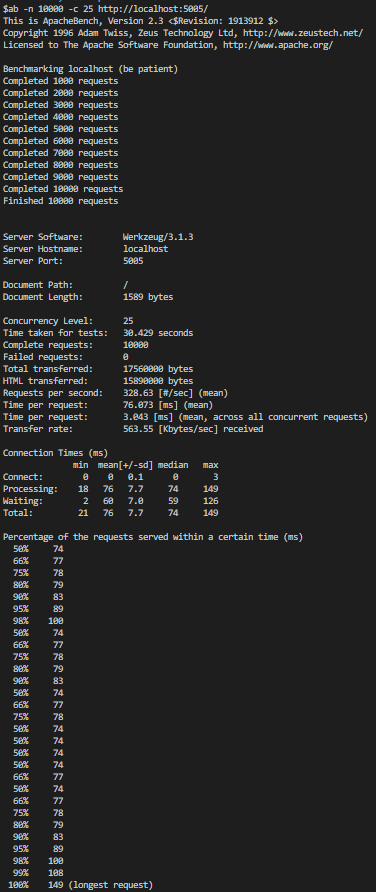 $ab -n 10000 -c 25 http://localhost:5005/
This is ApacheBench, Version 2.3 <$Revision: 1913912 $>
Copyright 1996 Adam Twiss, Zeus Technology Ltd, http://www.zeustech.net/
Licensed to The Apache Software Foundation, http://www.apache.org/

Benchmarking localhost (be patient)
Completed 1000 requests
Completed 2000 requests
Completed 3000 requests
Completed 4000 requests
Completed 5000 requests
Completed 6000 requests
Completed 7000 requests
Completed 8000 requests
Completed 9000 requests
Completed 10000 requests
Finished 10000 requests

Server Software:        Werkzeug/3.1.3
Server Hostname:        localhost
Server Port:            5005

Document Path:          /
Document Length:        1589 bytes

Concurrency Level:      25
Time taken for tests:   30.429 seconds
Complete requests:      10000
Failed requests:        0
Total transferred:      17560000 bytes
HTML transferred:       15890000 bytes
Requests per second:    328.63 [#/sec] (mean)
Time per request:       76.073 [ms] (mean)
Time per request:       3.043 [ms] (mean, across all concurrent requests)
Transfer rate:          563.55 [Kbytes/sec] received

Connection Times (ms)
              min  mean[+/-sd] median   max
Connect:        0    0   0.1      0       3
Processing:    18   76   7.7     74     149
Waiting:        2   60   7.0     59     126
Total:         21   76   7.7     74     149

Percentage of the requests served within a certain time (ms)
  50%     74
  66%     77
  75%     78
  80%     79
  90%     83
  95%     89
  98%    100
  50%     74
  66%     77
  75%     78
  80%     79
  90%     83
  50%     74
  66%     77
  75%     78
  50%     74
  50%     74
  50%     74
  50%     74
  66%     77
  50%     74
  66%     77
  75%     78
  80%     79
  90%     83
  95%     89
  98%    100
  99%    108
 100%    149 (longest request)